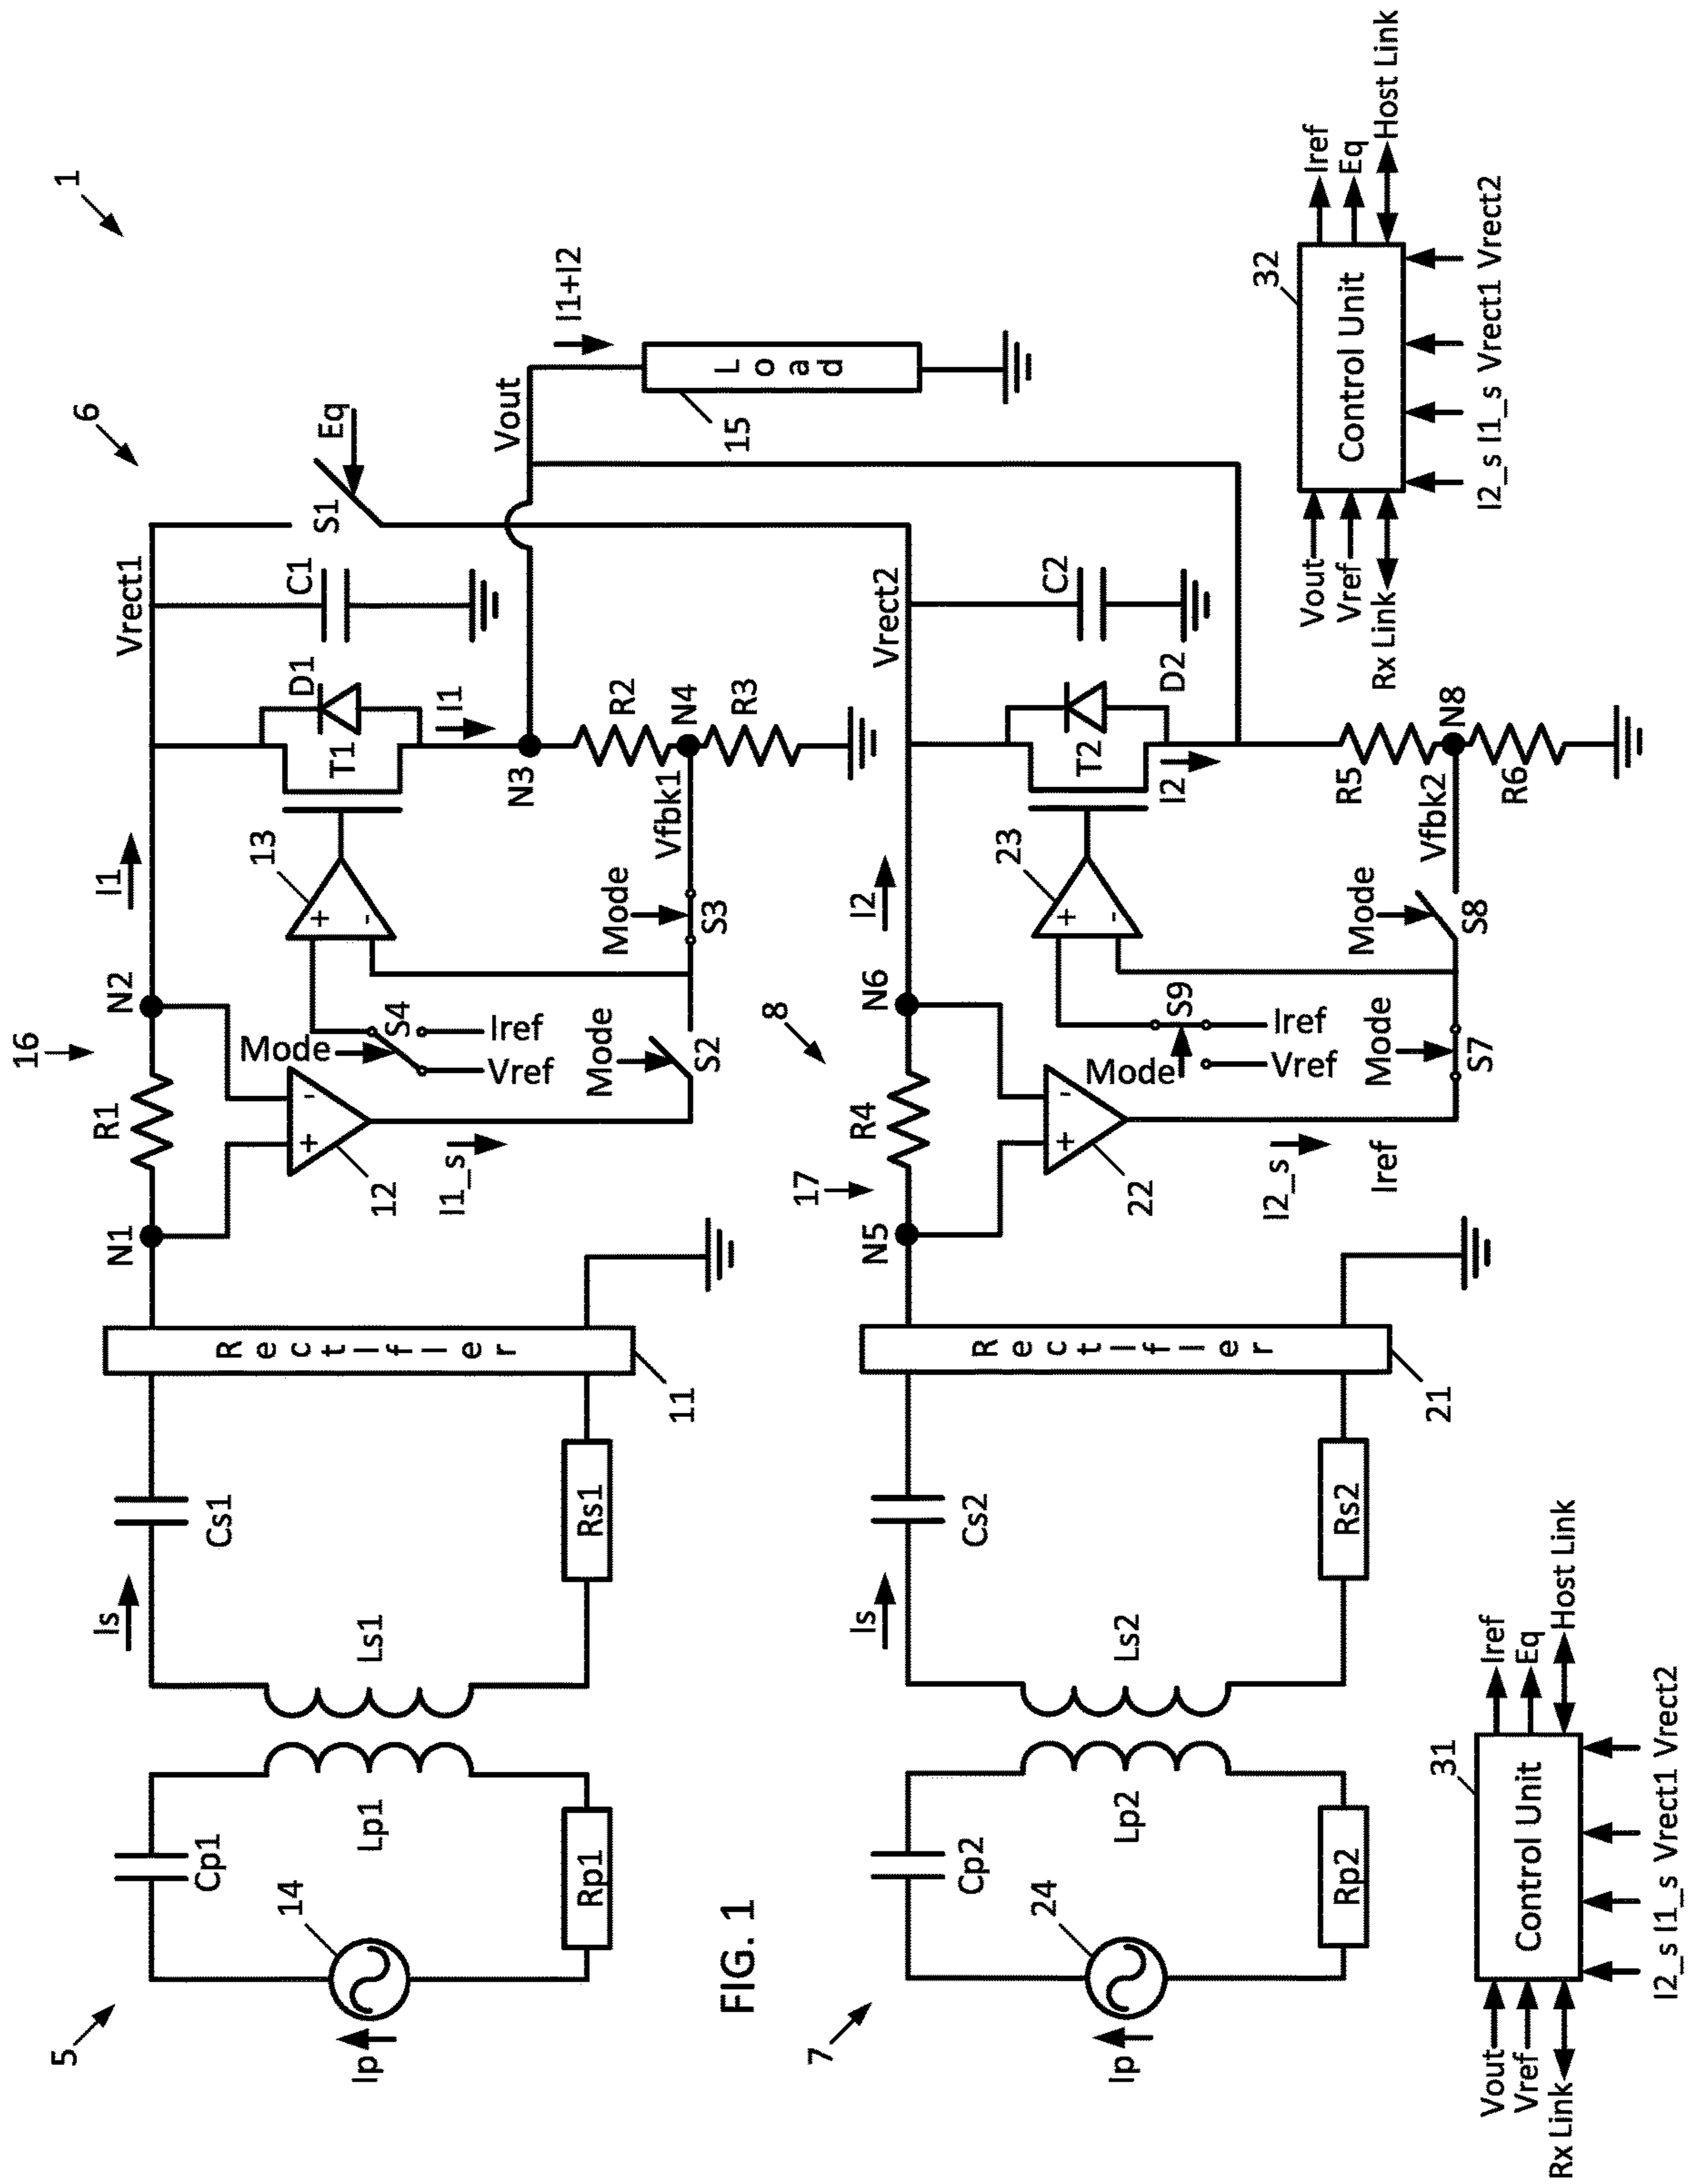 1
6
16
I1
Vrect1
N1
R1
N2
Is
Cs1
Cp1
5
Ip
14
Lp1
Rp1
Ls1
Rs1
Rectifier
11
12
+
-
I1_s
Mode
S4
Iref
Vref
Mode
S2
13
+
-
T1
D1
I1
C1
S1
Eq
N3
R2
N4
R3
Vfbk1
Mode
S3
Vout
I1+I2
Load
15
FIG. 1
8
17
I2
Vrect2
N5
R4
N6
Is
Cs2
Cp2
7
Ip
24
Lp2
Rp2
Ls2
Rs2
Rectifier
21
22
+
-
I2_s
Iref
Mode
S9
Iref
Vref
Mode
S7
23
+
-
T2
D2
I2
C2
R5
N8
R6
Vfbk2
Mode
S8
31
Control Unit
Vout
Vref
Rx Link
Iref
Eq
Host Link
I2_s I1_s Vrect1 Vrect2
32
Control Unit
Vout
Vref
Rx Link
Iref
Eq
Host Link
I2_s I1_s Vrect1 Vrect2